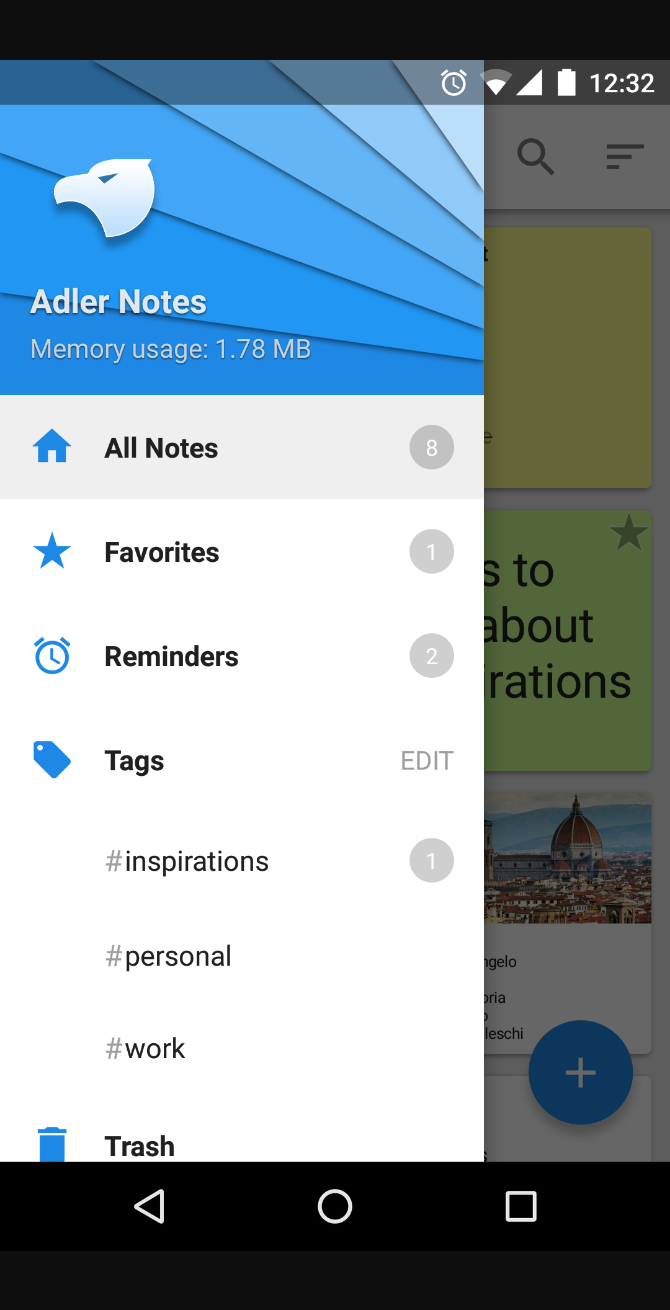 12:32
Adler Notes
Memory usage: 1.78 MB
All Notes 8
Favorites 1
Reminders 2
Tags EDIT
#inspirations 1
#personal
#work
Trash
s to
about
irations
ngelo
oria
leschi